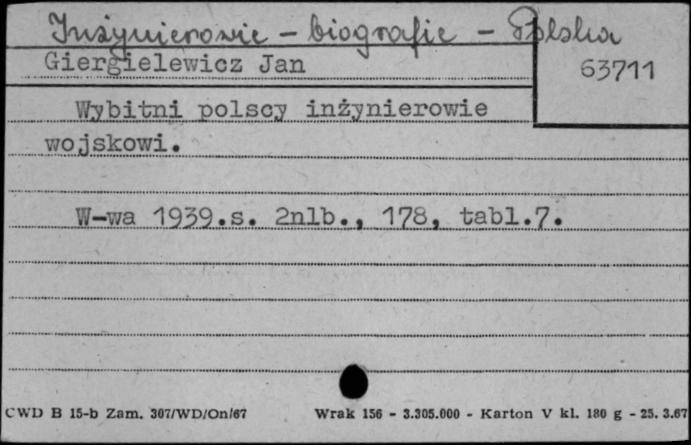 Inżynierowie - biografie - Polska
Giergielewicz Jan
63711
Wybitni polscy inżynierowie
wojskowi.
W-wa 1939.s. 2nlb., 178, tabl.7.
CWD B 15-b Zam. 307/WD/On/67 Wrak 156 - 3.305.000 - Karton V kl. 180 g - 25. 3.67